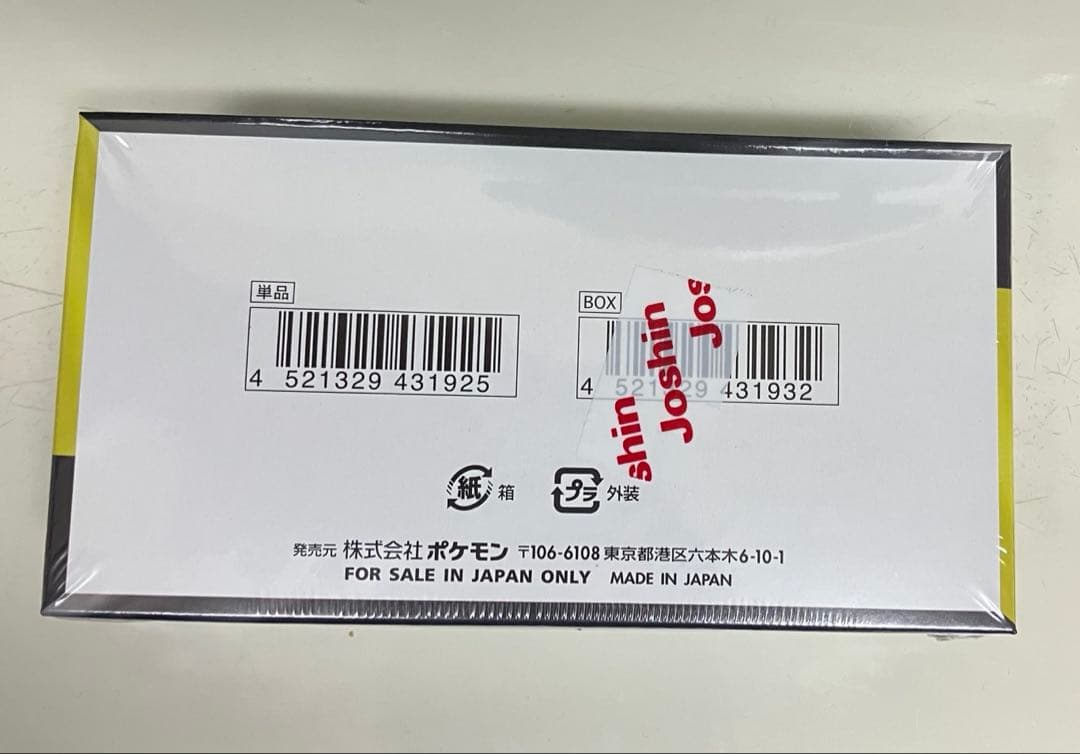 単品
4 521329 431925
BOX
4 521329 431932
Jos
Joshin
shin
紙 箱
プラ 外装
発売元 株式会社ポケモン 〒106-6108 東京都港区六本木6-10-1
FOR SALE IN JAPAN ONLY MADE IN JAPAN